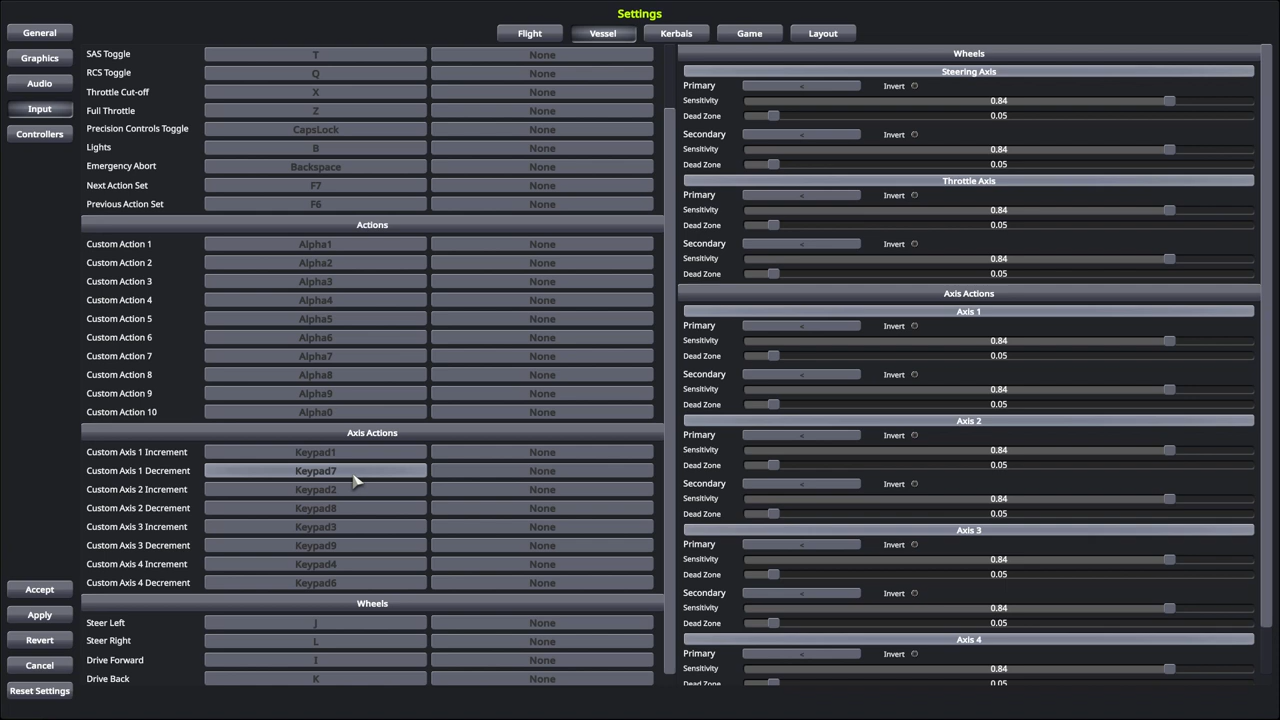 Settings
General
Graphics
Audio
Input
Controllers
Accept
Apply
Revert
Cancel
Reset Settings
Flight
Vessel
Kerbals
Game
Layout
SAS Toggle T None
RCS Toggle Q None
Throttle Cut-off X None
Full Throttle Z None
Precision Controls Toggle CapsLock None
Lights B None
Emergency Abort Backspace None
Next Action Set F7 None
Previous Action Set F6 None
Actions
Custom Action 1 Alpha1 None
Custom Action 2 Alpha2 None
Custom Action 3 Alpha3 None
Custom Action 4 Alpha4 None
Custom Action 5 Alpha5 None
Custom Action 6 Alpha6 None
Custom Action 7 Alpha7 None
Custom Action 8 Alpha8 None
Custom Action 9 Alpha9 None
Custom Action 10 Alpha0 None
Axis Actions
Custom Axis 1 Increment Keypad1 None
Custom Axis 1 Decrement Keypad7 None
Custom Axis 2 Increment Keypad2 None
Custom Axis 2 Decrement Keypad8 None
Custom Axis 3 Increment Keypad3 None
Custom Axis 3 Decrement Keypad9 None
Custom Axis 4 Increment Keypad4 None
Custom Axis 4 Decrement Keypad6 None
Wheels
Steer Left J None
Steer Right L None
Drive Forward I None
Drive Back K None
Wheels
Steering Axis
Primary < Invert
Sensitivity 0.84
Dead Zone 0.05
Secondary < Invert
Sensitivity 0.84
Dead Zone 0.05
Throttle Axis
Primary < Invert
Sensitivity 0.84
Dead Zone 0.05
Secondary < Invert
Sensitivity 0.84
Dead Zone 0.05
Axis Actions
Axis 1
Primary < Invert
Sensitivity 0.84
Dead Zone 0.05
Secondary < Invert
Sensitivity 0.84
Dead Zone 0.05
Axis 2
Primary < Invert
Sensitivity 0.84
Dead Zone 0.05
Secondary < Invert
Sensitivity 0.84
Dead Zone 0.05
Axis 3
Primary < Invert
Sensitivity 0.84
Dead Zone 0.05
Secondary < Invert
Sensitivity 0.84
Dead Zone 0.05
Axis 4
Primary < Invert
Sensitivity 0.84
Dead Zone 0.05